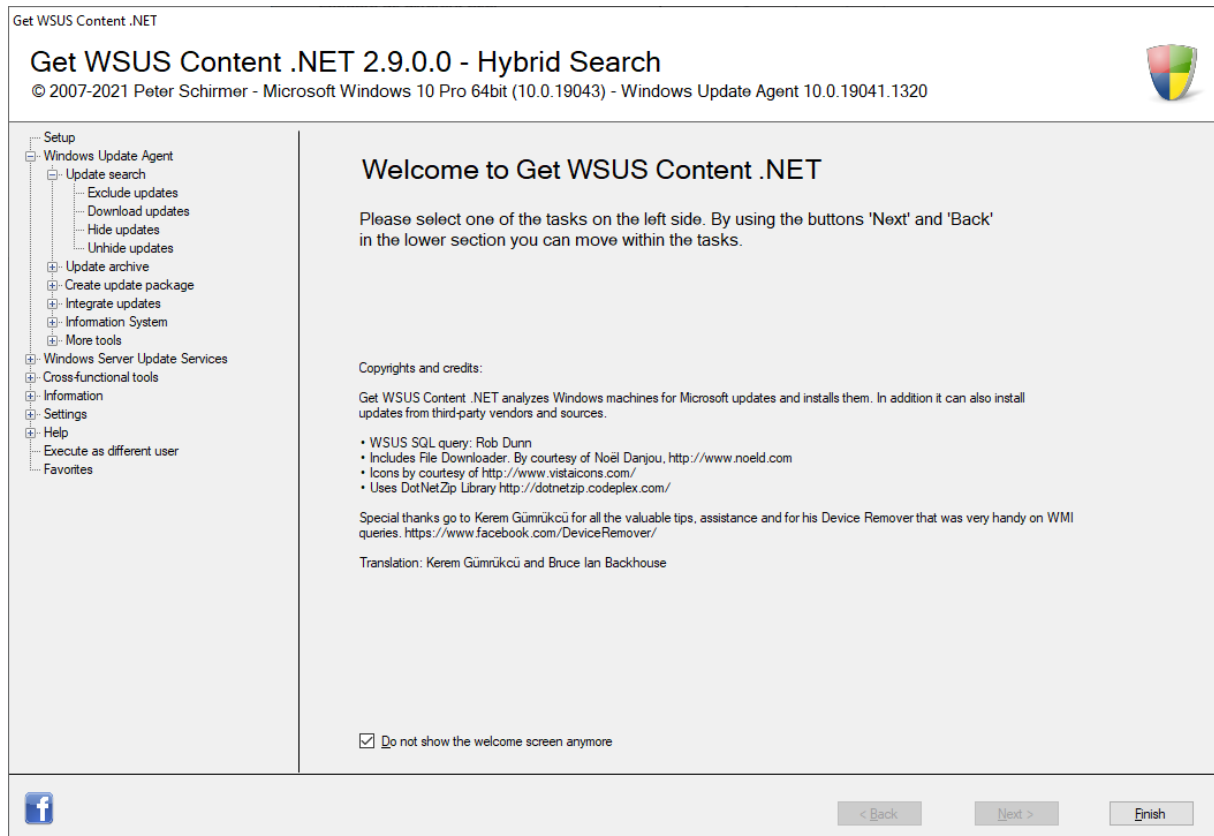 Get WSUS Content .NET
Get WSUS Content .NET 2.9.0.0 - Hybrid Search
© 2007-2021 Peter Schirmer - Microsoft Windows 10 Pro 64bit (10.0.19043) - Windows Update Agent 10.0.19041.1320
Setup
Windows Update Agent
Update search
Exclude updates
Download updates
Hide updates
Unhide updates
Update archive
Create update package
Integrate updates
Information System
More tools
Windows Server Update Services
Cross-functional tools
Information
Settings
Help
Execute as different user
Favorites
Welcome to Get WSUS Content .NET
Please select one of the tasks on the left side. By using the buttons 'Next' and 'Back'
in the lower section you can move within the tasks.
Copyrights and credits:
Get WSUS Content .NET analyzes Windows machines for Microsoft updates and installs them. In addition it can also install
updates from third-party vendors and sources.
• WSUS SQL query: Rob Dunn
• Includes File Downloader. By courtesy of Noël Danjou, http://www.noeld.com
• Icons by courtesy of http://www.vistaicons.com/
• Uses DotNetZip Library http://dotnetzip.codeplex.com/
Special thanks go to Kerem Gümrükcü for all the valuable tips, assistance and for his Device Remover that was very handy on WMI
queries. https://www.facebook.com/DeviceRemover/
Translation: Kerem Gümrükcü and Bruce Ian Backhouse
Do not show the welcome screen anymore
f
< Back
Next >
Finish